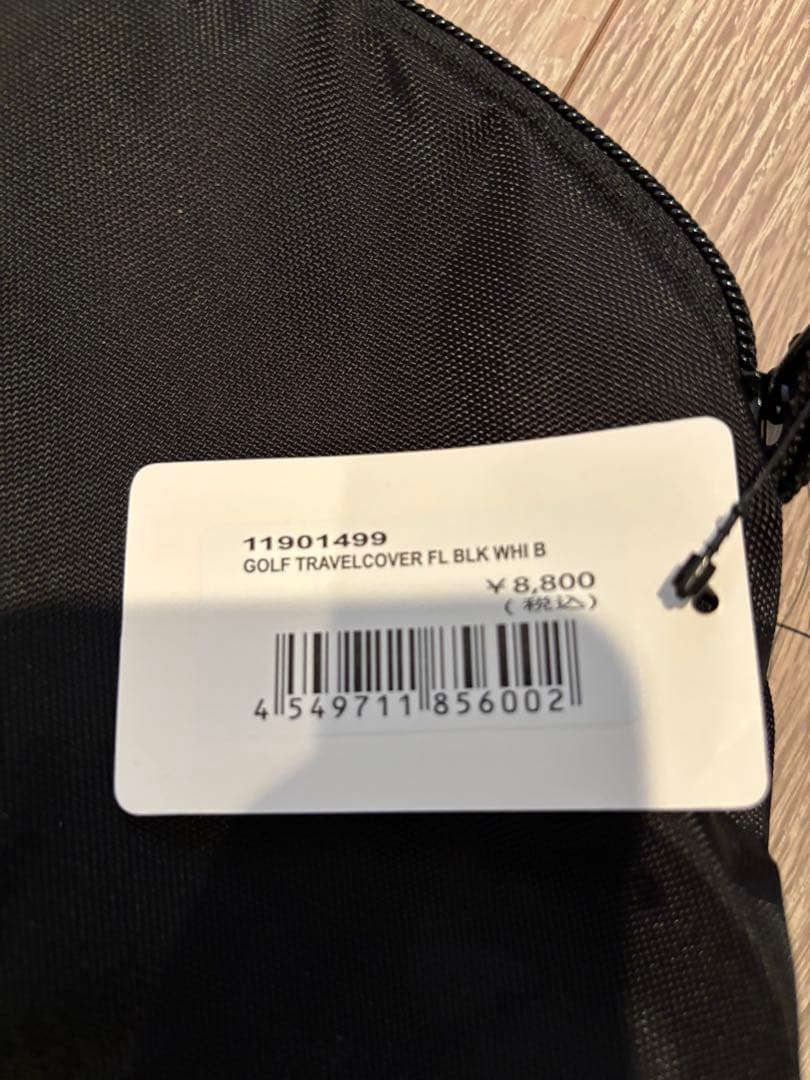 11901499
GOLF TRAVELCOVER FL BLK WHI B
￥8,800
(税込)
4 549711 856002